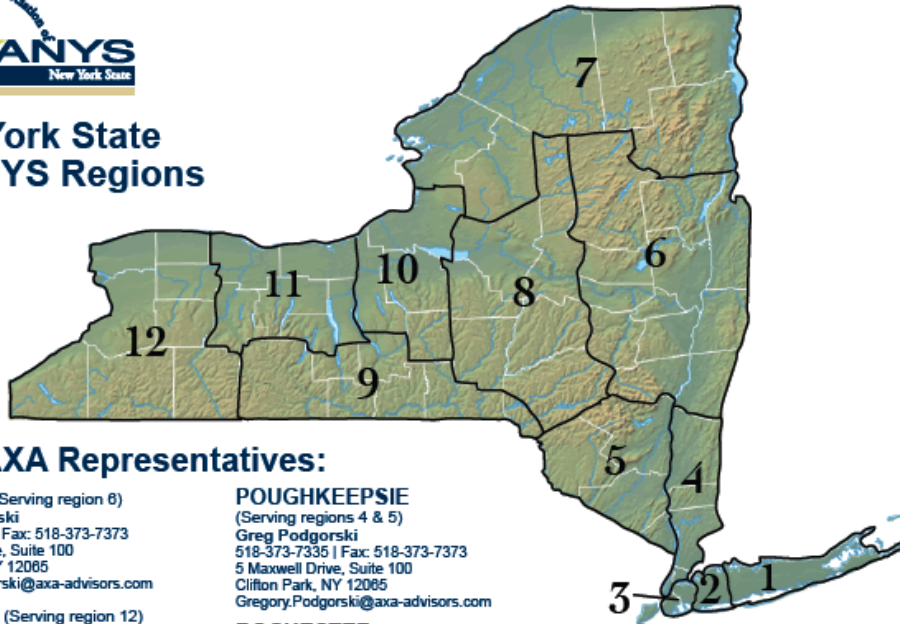 ANYS
New York State
York State
YS Regions
7
6
10
11
8
12
9
5
4
3
2
1
AXA Representatives:
(Serving region 6)
ski
Fax: 518-373-7373
e, Suite 100
Y 12065
rski@axa-advisors.com
(Serving region 12)
POUGHKEEPSIE
(Serving regions 4 & 5)
Greg Podgorski
518-373-7335 | Fax: 518-373-7373
5 Maxwell Drive, Suite 100
Clifton Park, NY 12065
Gregory.Podgorski@axa-advisors.com